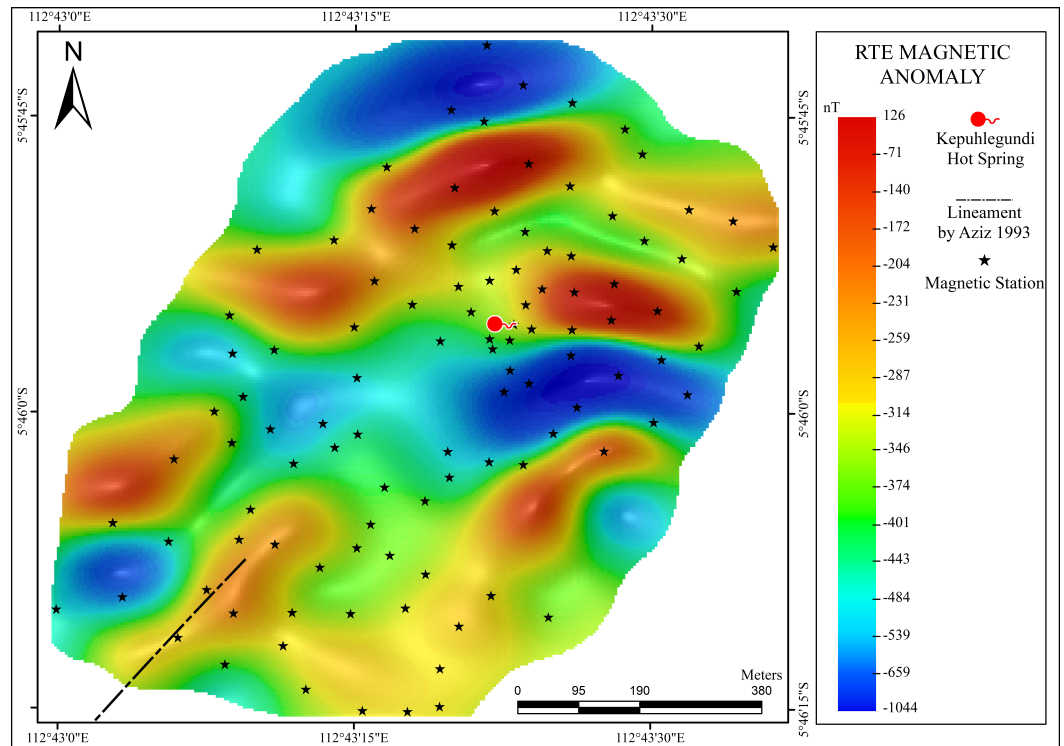 112°43'0"E 112°43'15"E 112°43'30"E
N
5°45'45"S 5°45'45"S
5°46'0"S 5°46'0"S
5°46'15"S
Meters
0 95 190 380
112°43'0"E 112°43'15"E 112°43'30"E
RTE MAGNETIC
ANOMALY
nT
126
-71
-140
-172
-204
-231
-259
-287
-314
-346
-374
-401
-443
-484
-539
-659
-1044
Kepuhlegundi
Hot Spring
Lineament
by Aziz 1993
Magnetic Station